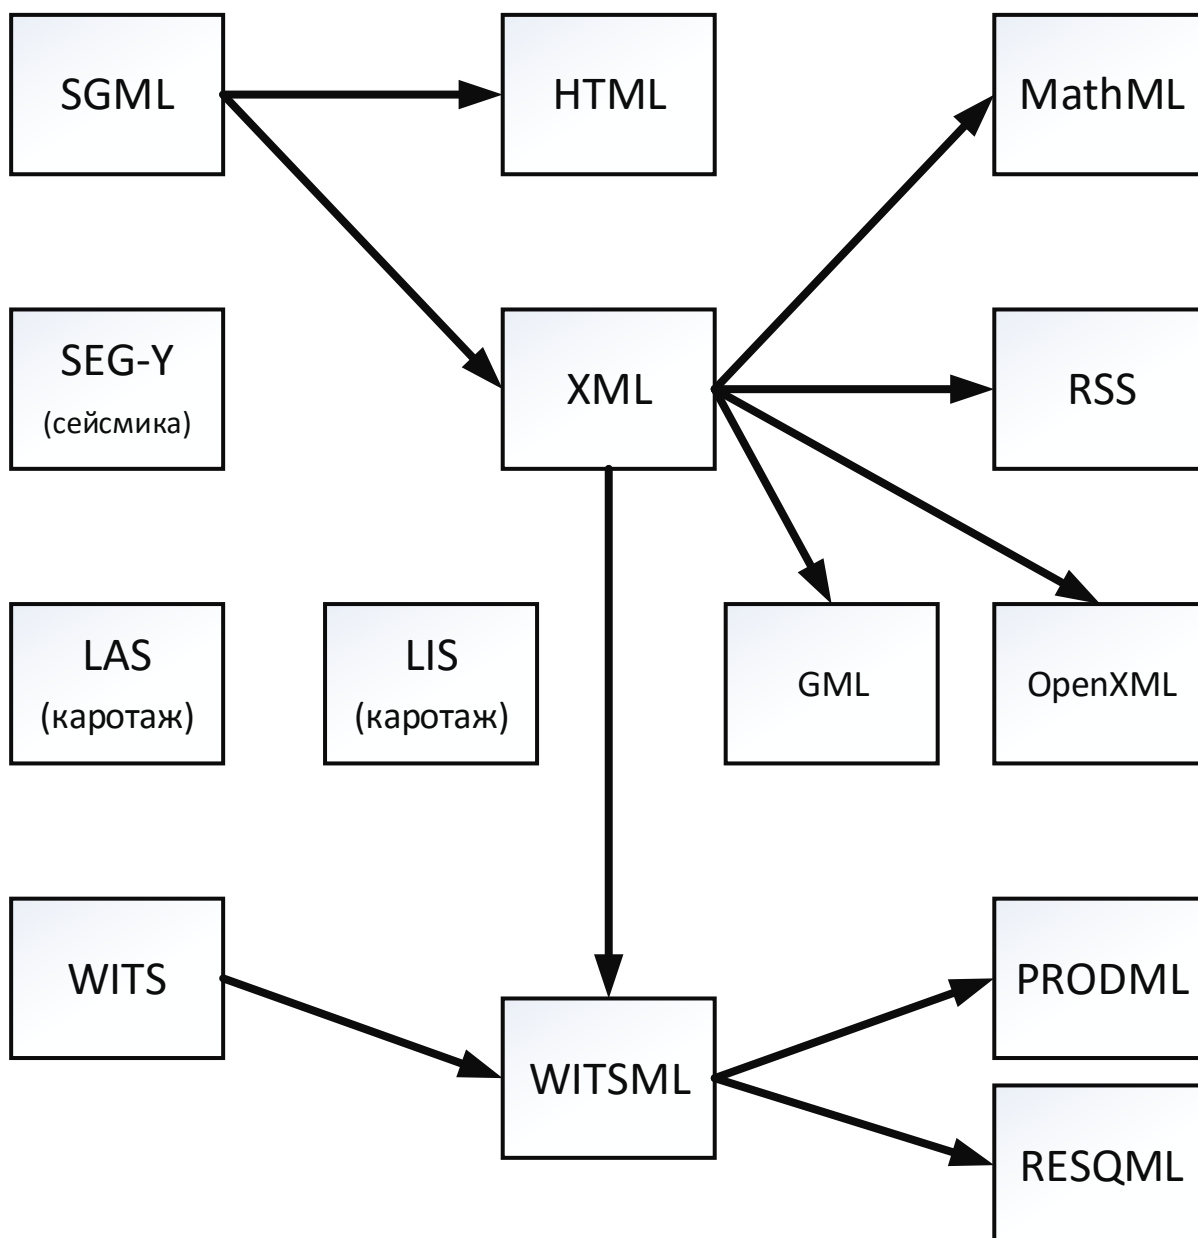 SGML
HTML
MathML
SEG-Y
(сейсмика)
XML
RSS
LAS
(каротаж)
LIS
(каротаж)
GML
OpenXML
WITS
WITSML
PRODML
RESQML